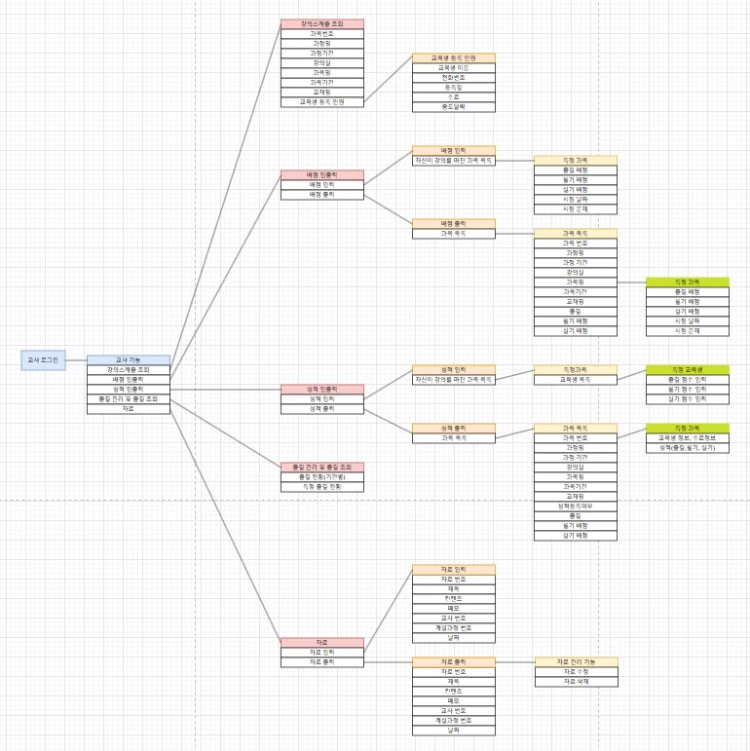 교사 로그인
교사 기능
강의스케줄 조회
배점 입출력
성적 입출력
출결 관리 및 출결 조회
자료
강의스케줄 조회
과목번호
과정명
과정기간
강의실
과목명
과목기간
교재명
교육생 등록 인원
교육생 등록 인원
교육생 이름
전화번호
등록일
수료
중도탈락
배점 입출력
배점 입력
배점 출력
배점 입력
자신이 강의를 마친 과목 목록
특정 과목
출결 배점
필기 배점
실기 배점
시험 날짜
시험 문제
배점 출력
과목 목록
과목 목록
과목 번호
과정명
과정 기간
강의실
과목명
과목기간
교재명
출결
필기 배점
실기 배점
특정 과목
출결 배점
필기 배점
실기 배점
시험 날짜
시험 문제
성적 입출력
성적 입력
성적 출력
성적 입력
자신이 강의를 마친 과목 목록
특정과목
교육생 목록
특정 교육생
출결 점수 입력
필기 점수 입력
실기 점수 입력
성적 출력
과목 목록
과목 목록
과목 번호
과정명
과정 기간
강의실
과목명
과목기간
교재명
성적등록여부
출결
필기 배점
실기 배점
특정 과목
교육생 정보, 수료정보
성적(출결,필기, 실기)
출결 관리 및 출결 조회
출결 현황(기간별)
특정 출결 현황
자료
자료 입력
자료 출력
자료 입력
자료 번호
제목
컨텐츠
메모
교사 번호
개설과정 번호
날짜
자료 출력
자료 번호
제목
컨텐츠
메모
교사 번호
개설과정 번호
날짜
자료 관리 기능
자료 수정
자료 삭제